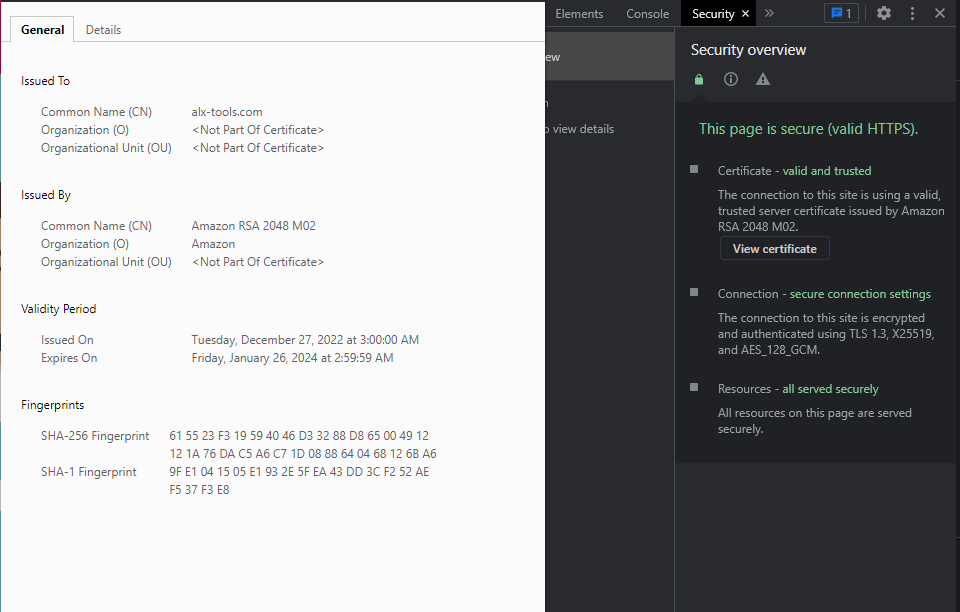 General
Details
Issued To
Common Name (CN) alx-tools.com
Organization (O) <Not Part Of Certificate>
Organizational Unit (OU) <Not Part Of Certificate>
Issued By
Common Name (CN) Amazon RSA 2048 M02
Organization (O) Amazon
Organizational Unit (OU) <Not Part Of Certificate>
Validity Period
Issued On Tuesday, December 27, 2022 at 3:00:00 AM
Expires On Friday, January 26, 2024 at 2:59:59 AM
Fingerprints
SHA-256 Fingerprint 61 55 23 F3 19 59 40 46 D3 32 88 D8 65 00 49 12
12 1A 76 DA C5 A6 C7 1D 08 88 64 04 68 12 6B A6
SHA-1 Fingerprint 9F E1 04 15 05 E1 93 2E 5F EA 43 DD 3C F2 52 AE
F5 37 F3 E8
Elements Console Security × » 1
view details
Security overview
This page is secure (valid HTTPS).
Certificate - valid and trusted
The connection to this site is using a valid,
trusted server certificate issued by Amazon
RSA 2048 M02.
View certificate
Connection - secure connection settings
The connection to this site is encrypted
and authenticated using TLS 1.3, X25519,
and AES_128_GCM.
Resources - all served securely
All resources on this page are served
securely.